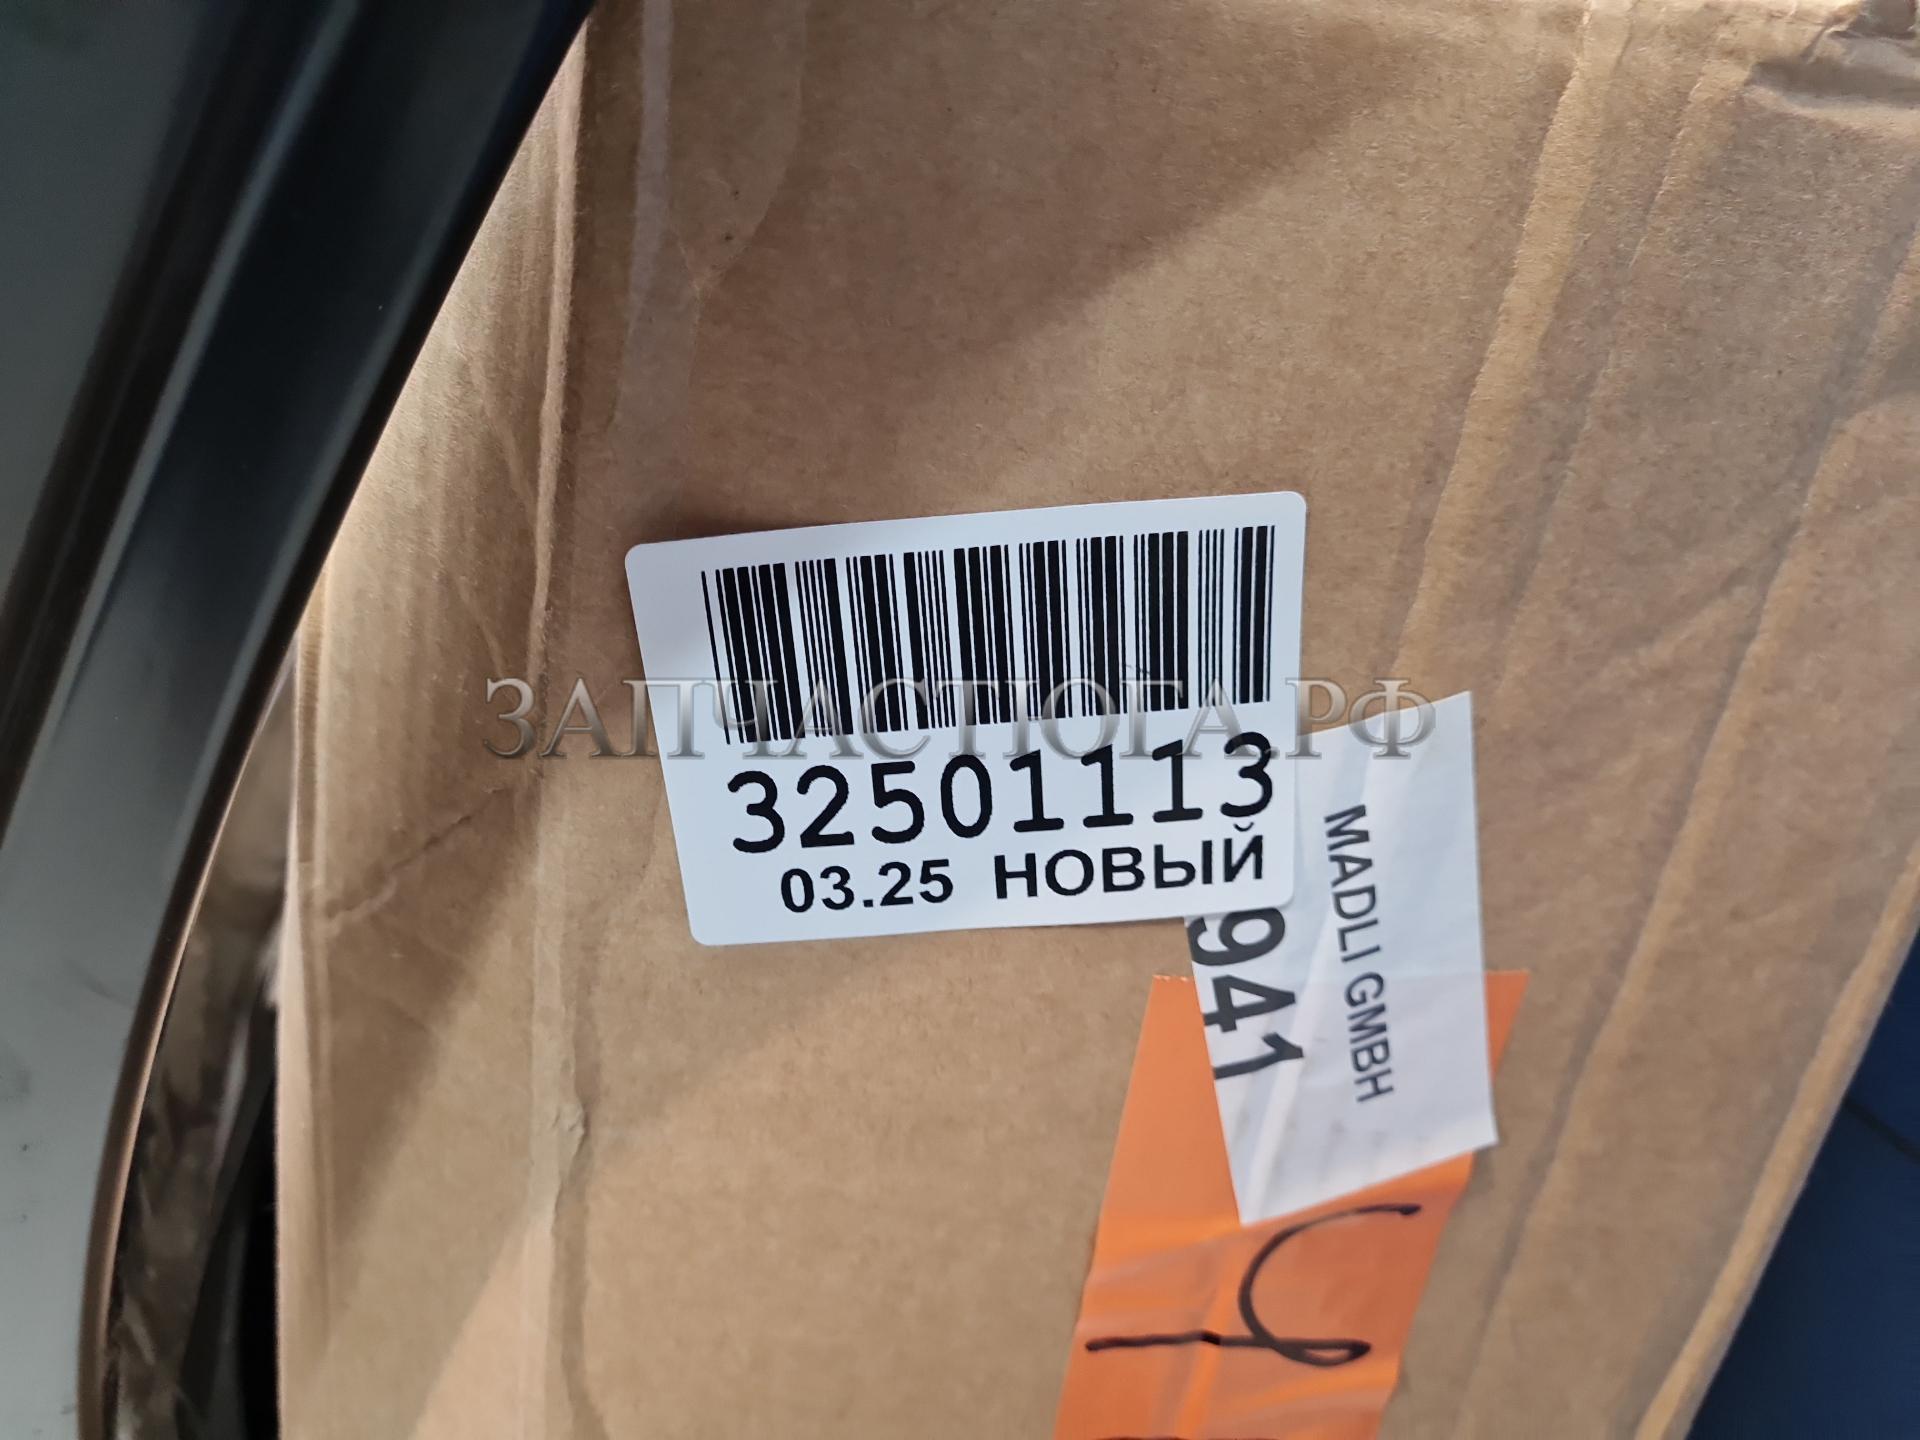 ЗАПЧАСТЮГА.РФ
32501113
03.25 НОВЫЙ
941
MADLI GMBH